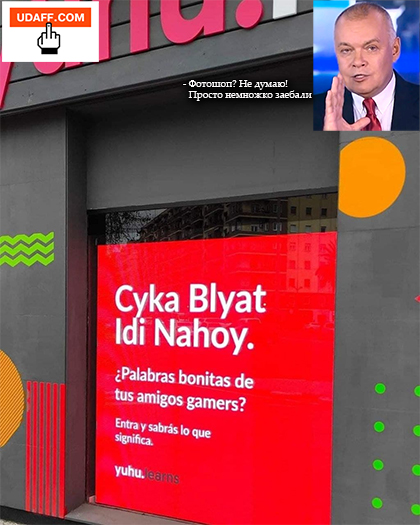 UDAFF.COM
yuhu.
- Фотошоп? Не думаю!
Просто немножко заебали
Cyka Blyat
Idi Nahoy.
¿Palabras bonitas de
tus amigos gamers?
Entra y sabrás lo que
significa.
yuhu.learns